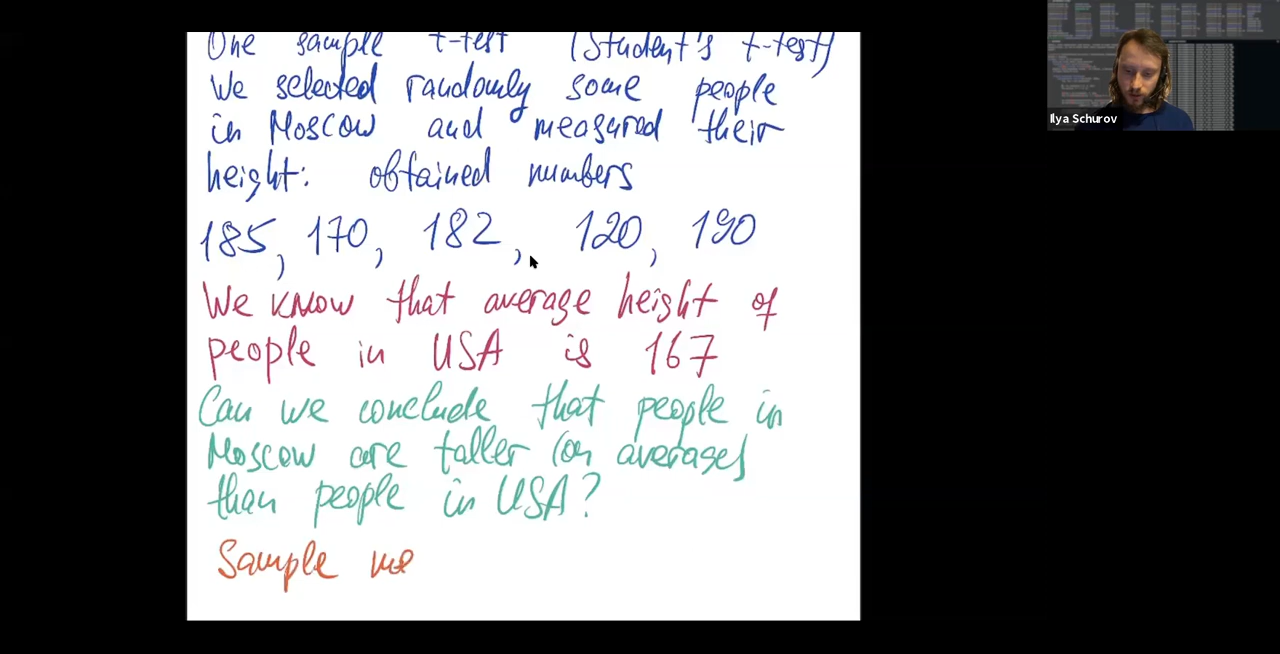 One sample t-test (Student's t-test)
We selected randomly some people
in Moscow and measured their
height: obtained numbers
185, 170, 182, 120, 190
We know that average height of
people in USA is 167
Can we conclude that people in
Moscow are taller (on average)
than people in USA?
Sample me
Ilya Schurov